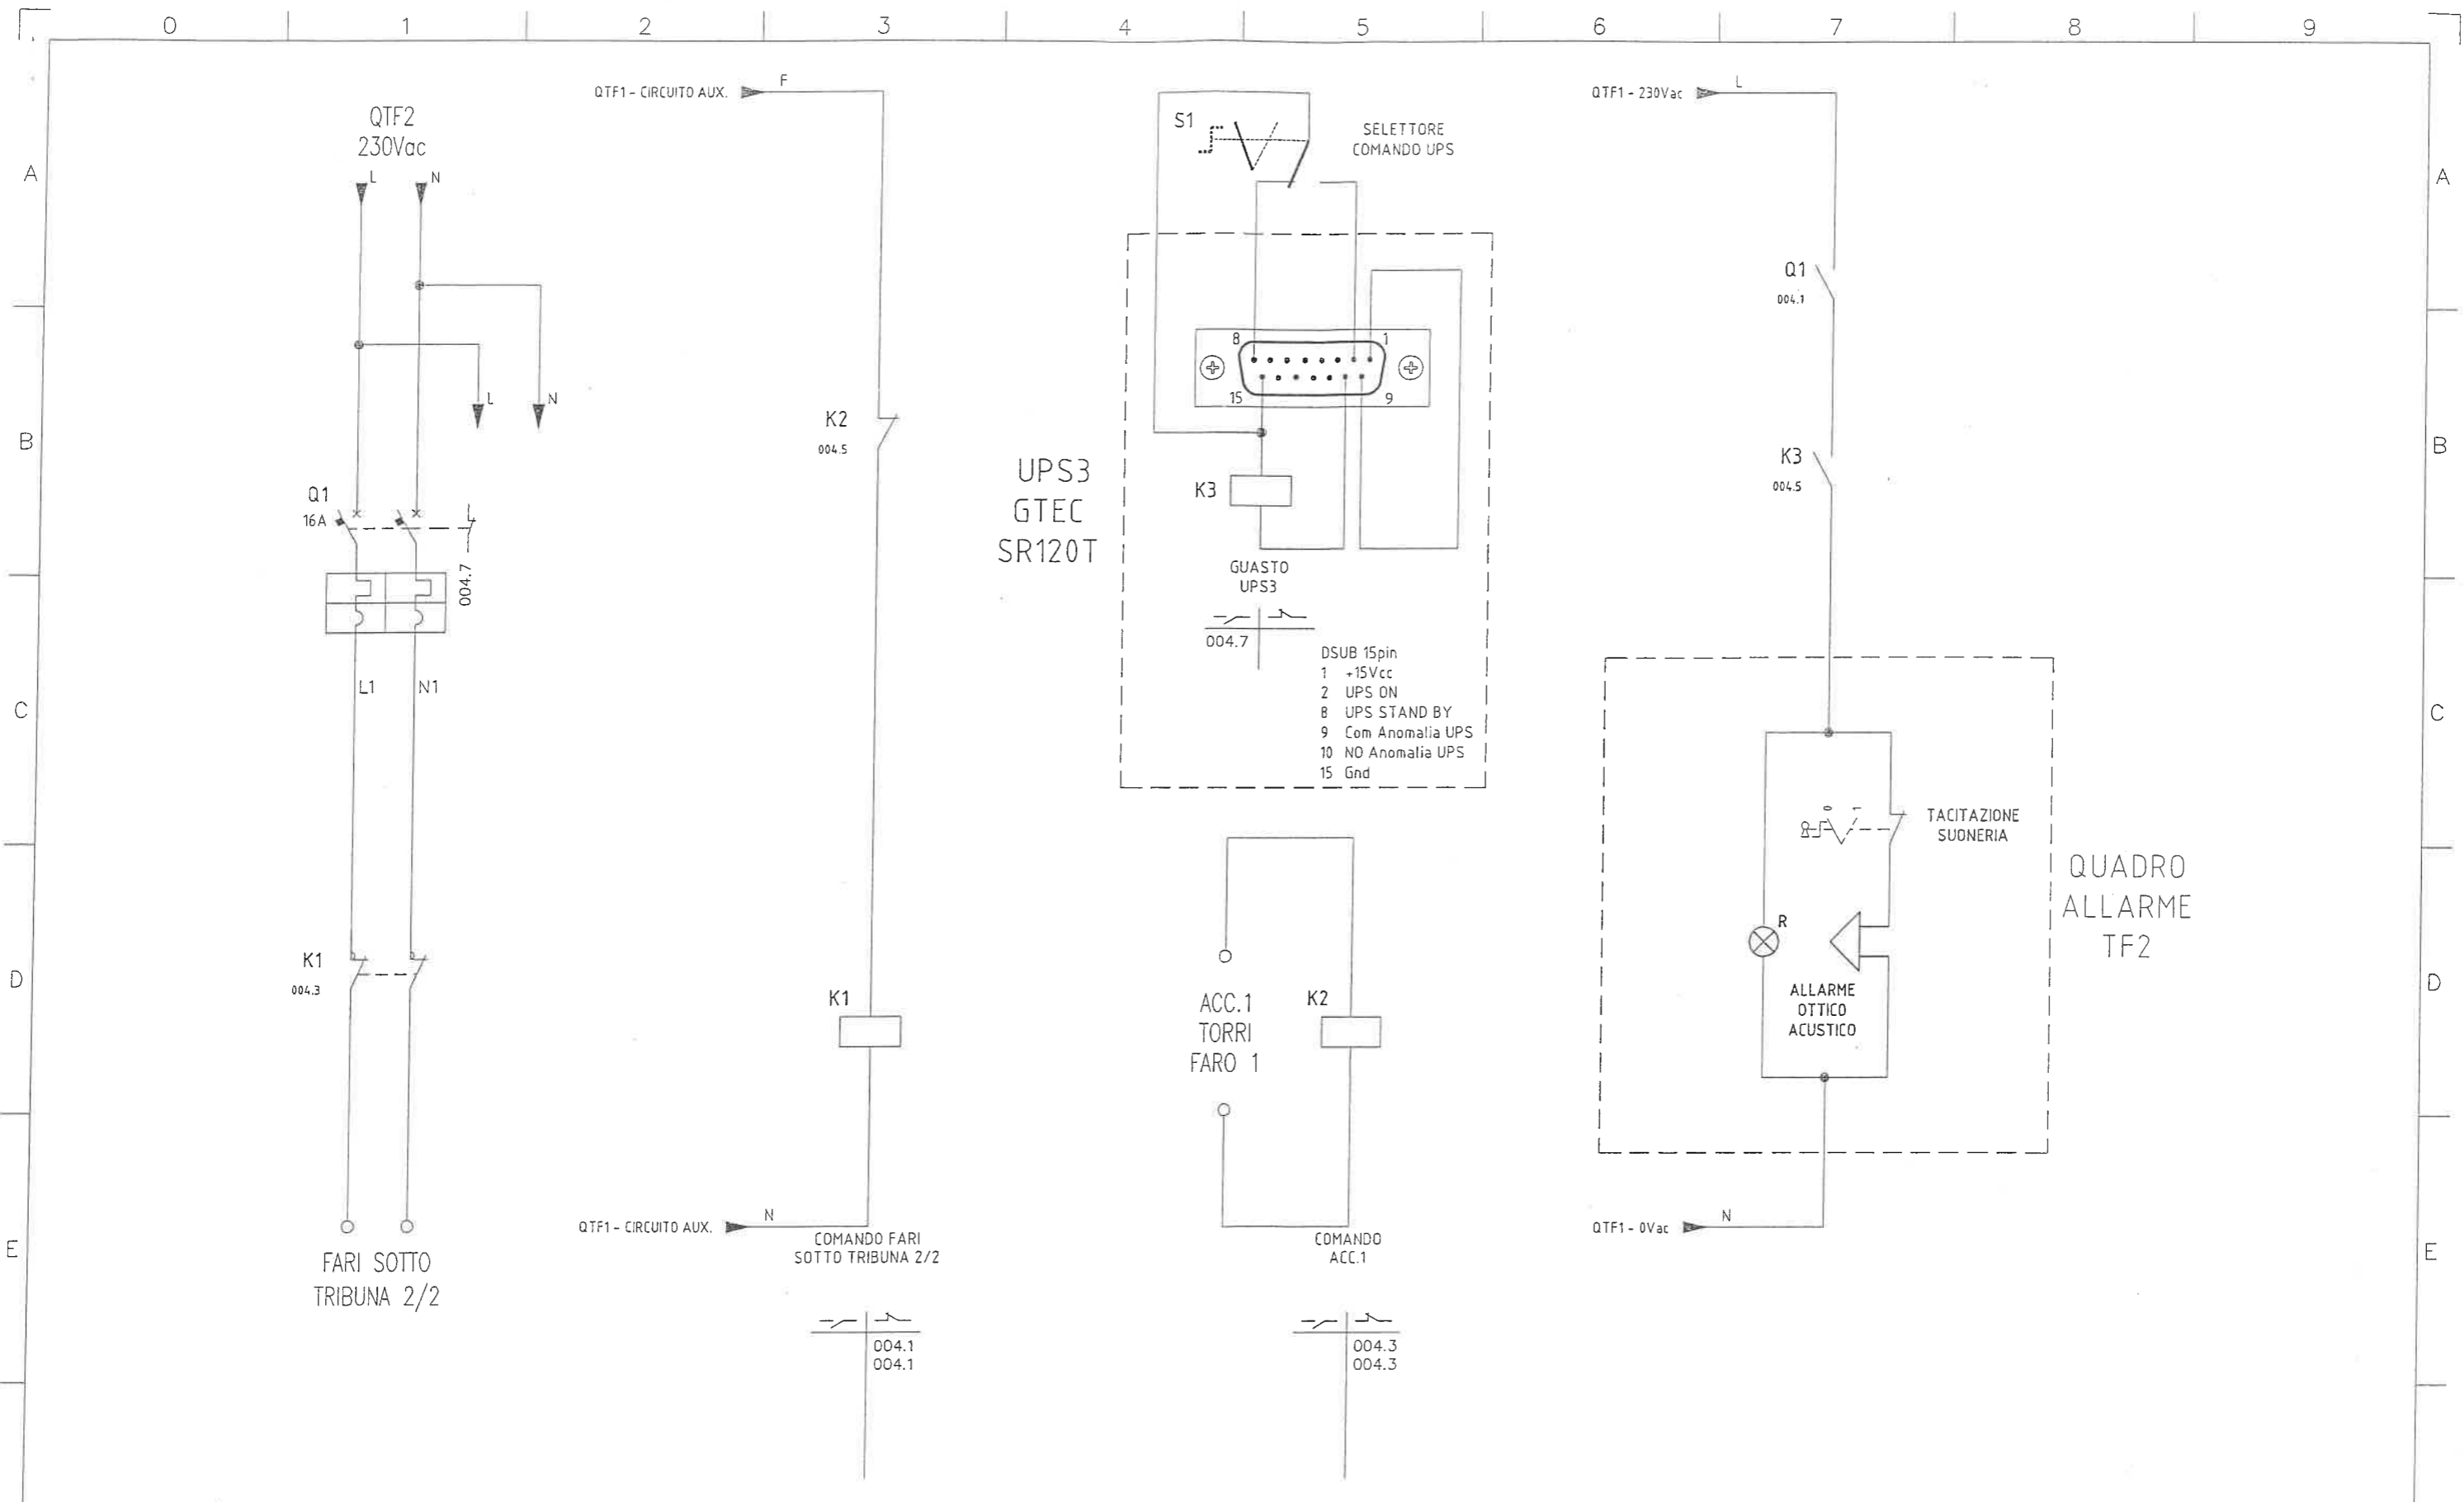 0 1 2 3 4 5 6 7 8 9
A
B
C
D
E
QTF2
230Vac
L
N
L
N
Q1
16A
004.7
L1
N1
K1
004.3
FARI SOTTO
TRIBUNA 2/2
QTF1 - CIRCUITO AUX.
F
K2
004.5
K1
QTF1 - CIRCUITO AUX.
N
COMANDO FARI
SOTTO TRIBUNA 2/2
004.1
004.1
S1
SELETTORE
COMANDO UPS
8
1
15
9
UPS3
GTEC
SR120T
K3
GUASTO
UPS3
004.7
DSUB 15pin
1 +15Vcc
2 UPS ON
8 UPS STAND BY
9 Com Anomalia UPS
10 NO Anomalia UPS
15 Gnd
ACC.1
TORRI
FARO 1
K2
COMANDO
ACC.1
004.3
004.3
QTF1 - 230Vac
L
Q1
004.1
K3
004.5
0 1
TACITAZIONE
SUONERIA
R
ALLARME
OTTICO
ACUSTICO
QUADRO
ALLARME
TF2
QTF1 - 0Vac
N
A
B
C
D
E